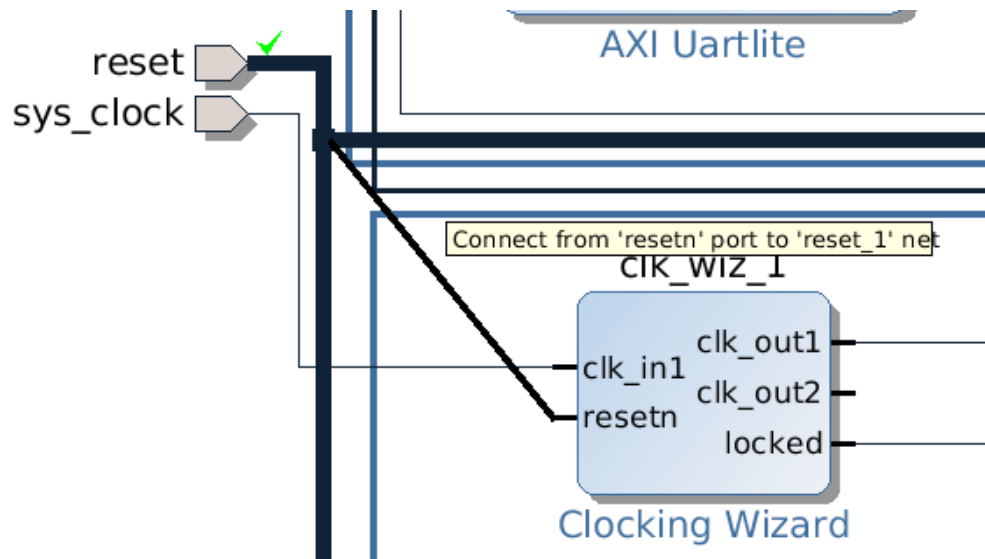 AXI Uartlite
reset
sys_clock
Connect from 'resetn' port to 'reset_1' net
clk_wiz_1
clk_out1
clk_in1
clk_out2
resetn
locked
Clocking Wizard